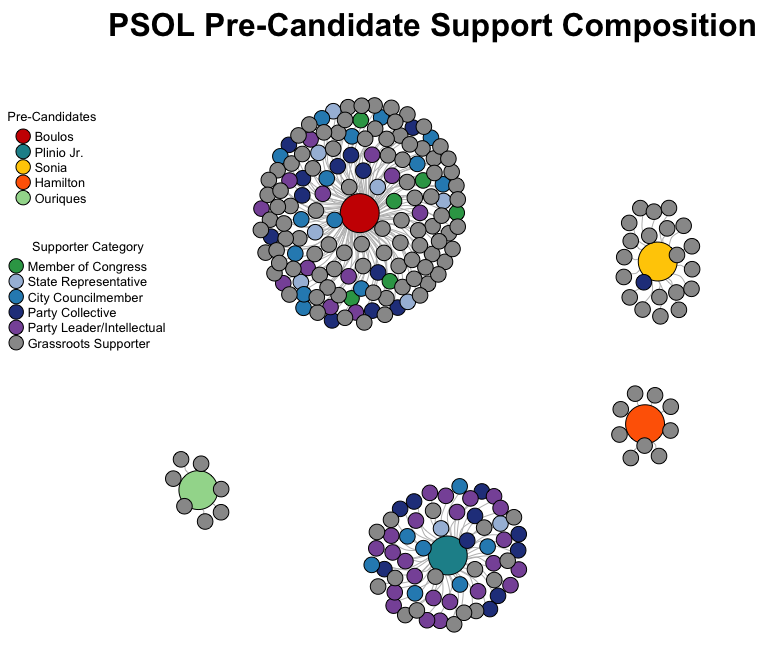 PSOL Pre-Candidate Support Composition
Pre-Candidates
Boulos
Plinio Jr.
Sonia
Hamilton
Ouriques
Supporter Category
Member of Congress
State Representative
City Councilmember
Party Collective
Party Leader/Intellectual
Grassroots Supporter